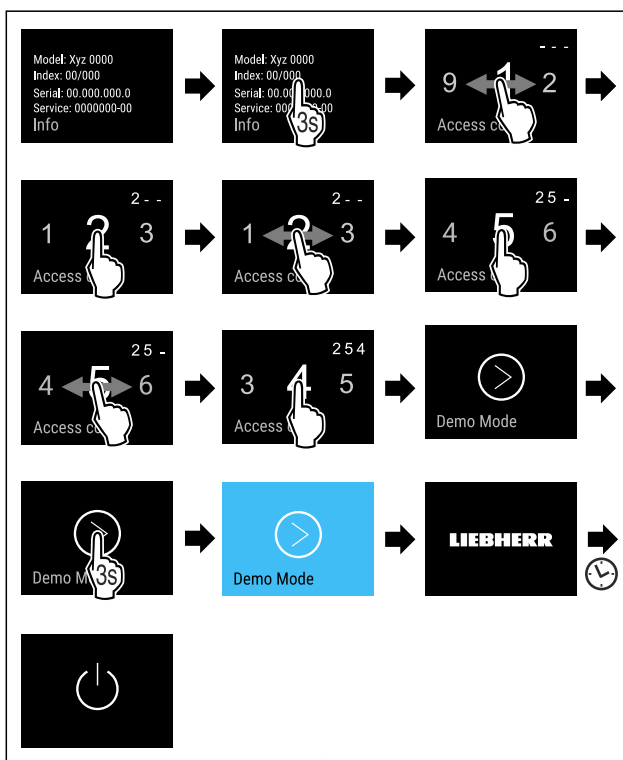 Model: Xyz 0000
Index: 00/000
Serial: 00.000.000.0
Service: 0000000-00
Info
Model: Xyz 0000
Index: 00/000
Serial: 00.00 000.0
Service: 00 -00
Info
3s
- - -
9 1 2
Access c
2 - -
1 2 3
Access
2 - -
1 2 3
Access c
2 5 -
4 5 6
Access
2 5 -
4 5 6
Access c
2 5 4
3 4 5
Access
Demo Mode
Demo M
3s
Demo Mode
LIEBHERR